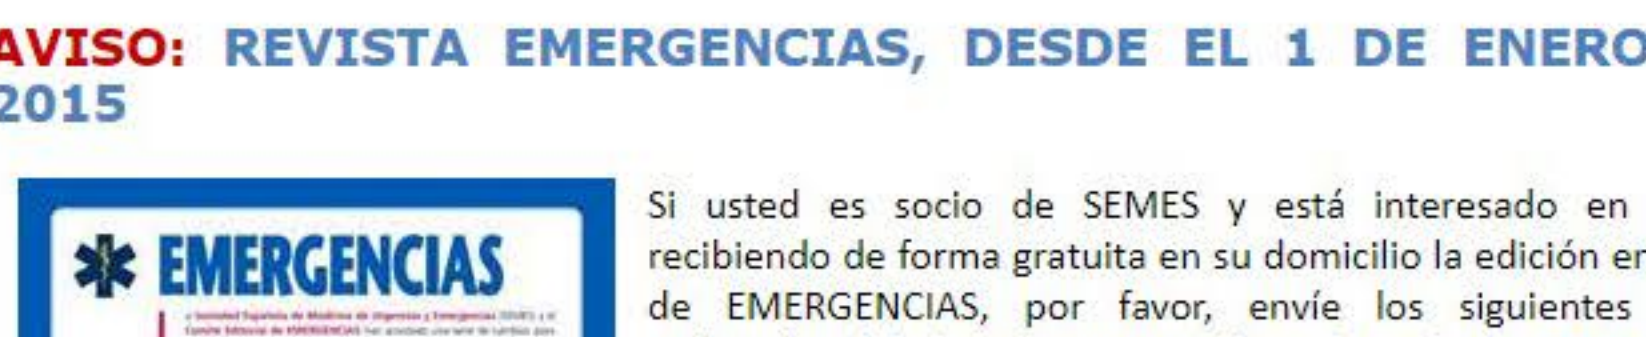 AVISO: REVISTA EMERGENCIAS, DESDE EL 1 DE ENERO
2015
EMERGENCIAS
Si usted es socio de SEMES y está interesado en
recibiendo de forma gratuita en su domicilio la edición en
de EMERGENCIAS, por favor, envíe los siguientes